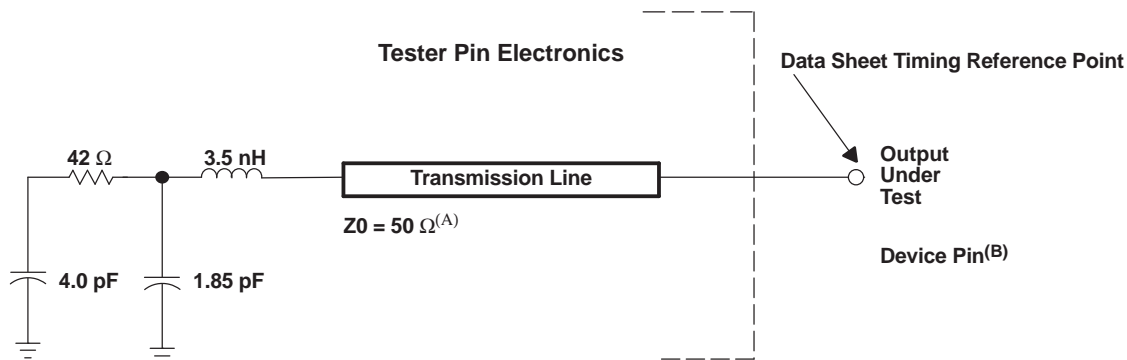 Tester Pin Electronics
Data Sheet Timing Reference Point
42 Ω
3.5 nH
Transmission Line
Output
Under
Test
Z0 = 50 Ω(A)
Device Pin(B)
4.0 pF
1.85 pF